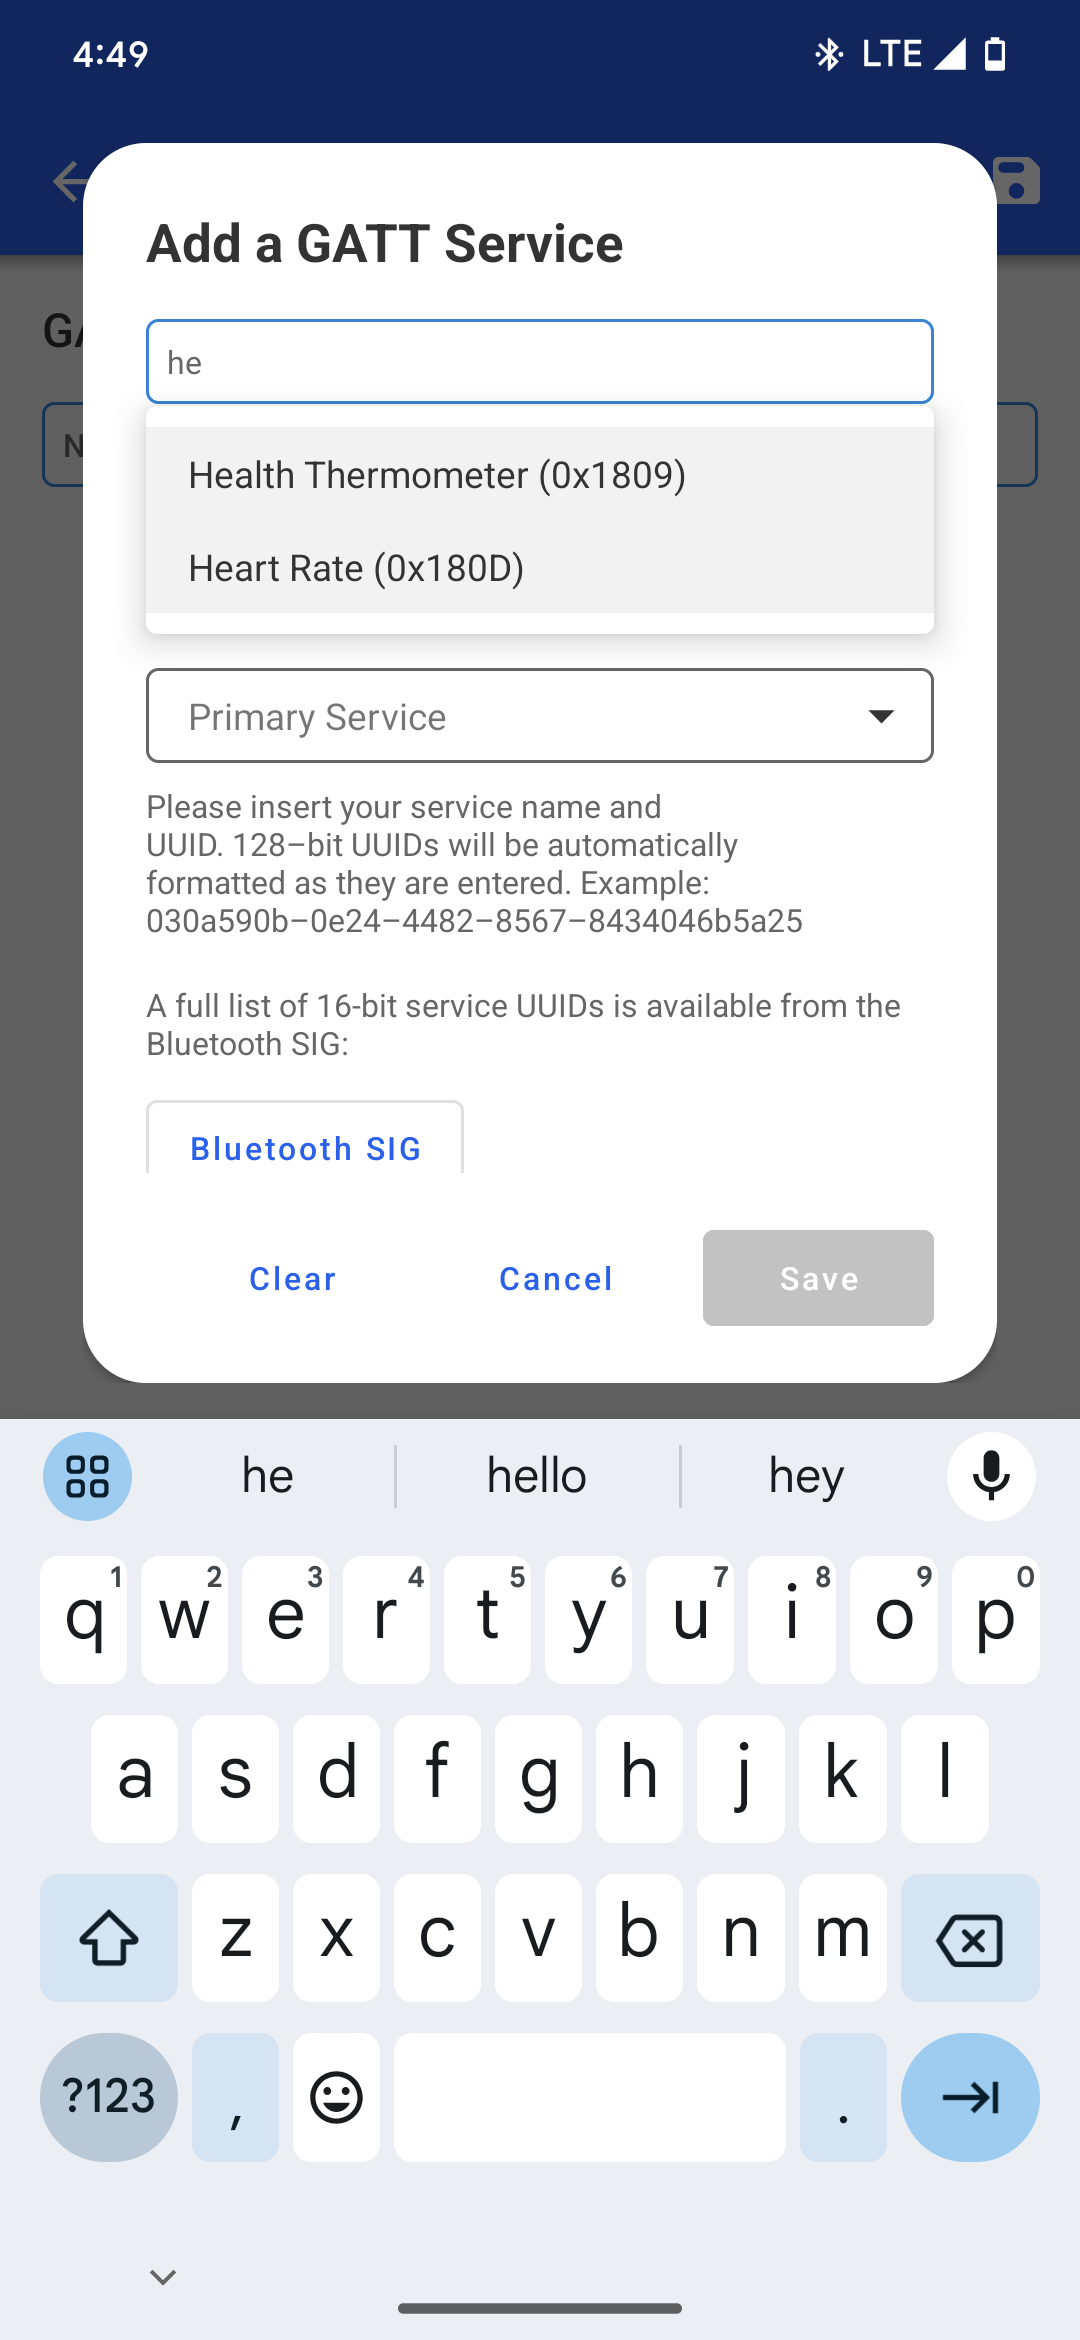 4:49
LTE
Add a GATT Service
he
Health Thermometer (0x1809)
Heart Rate (0x180D)
Primary Service
Please insert your service name and
UUID. 128–bit UUIDs will be automatically
formatted as they are entered. Example:
030a590b–0e24–4482–8567–8434046b5a25
A full list of 16-bit service UUIDs is available from the
Bluetooth SIG:
Bluetooth SIG
Clear Cancel Save
he hello hey
q1 w2 e3 r4 t5 y6 u7 i8 o9 p0
a s d f g h j k l
z x c v b n m
?123 , .